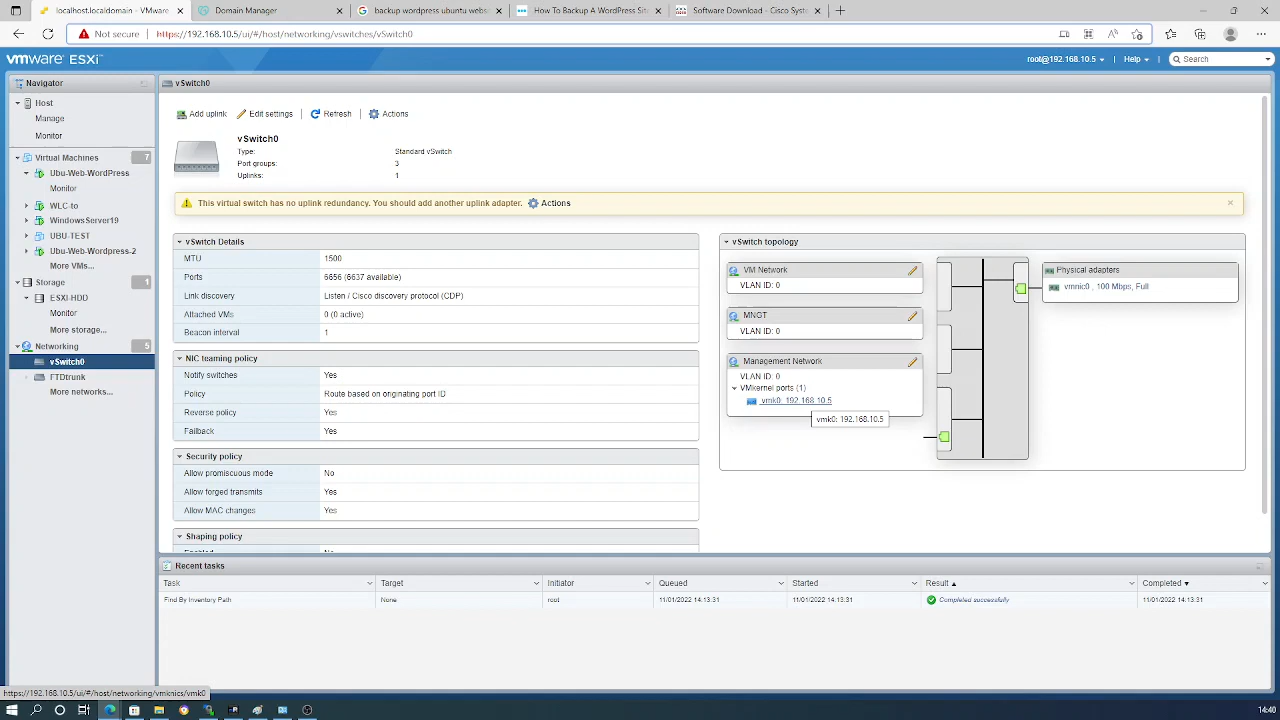 localhost.localdomain - VMware
Domain Manager
backup wordpress ubuntu webs
How To Backup A WordPress Site
Software Download - Cisco Syste
Not secure
https://192.168.10.5/ui/#/host/networking/vswitches/vSwitch0
vmware ESXi
root@192.168.10.5
Help
Search
Navigator
Host
Manage
Monitor
Virtual Machines 7
Ubu-Web-WordPress
Monitor
WLC-to
WindowsServer19
UBU-TEST
Ubu-Web-Wordpress-2
More VMs...
Storage 1
ESXI-HDD
Monitor
More storage...
Networking 5
vSwitch0
FTDtrunk
More networks...
vSwitch0
Add uplink
Edit settings
Refresh
Actions
vSwitch0
Type: Standard vSwitch
Port groups: 3
Uplinks: 1
This virtual switch has no uplink redundancy. You should add another uplink adapter. Actions
vSwitch Details
MTU 1500
Ports 6656 (6637 available)
Link discovery Listen / Cisco discovery protocol (CDP)
Attached VMs 0 (0 active)
Beacon interval 1
NIC teaming policy
Notify switches Yes
Policy Route based on originating port ID
Reverse policy Yes
Failback Yes
Security policy
Allow promiscuous mode No
Allow forged transmits Yes
Allow MAC changes Yes
Shaping policy
Enabled No
vSwitch topology
VM Network
VLAN ID: 0
MNGT
VLAN ID: 0
Management Network
VLAN ID: 0
VMkernel ports (1)
vmk0: 192.168.10.5
vmk0: 192.168.10.5
Physical adapters
vmnic0 , 100 Mbps, Full
Recent tasks
Task Target Initiator Queued Started Result Completed
Find By Inventory Path None root 11/01/2022 14:13:31 11/01/2022 14:13:31 Completed successfully 11/01/2022 14:13:31
https://192.168.10.5/ui/#/host/networking/vmknics/vmk0
14:40